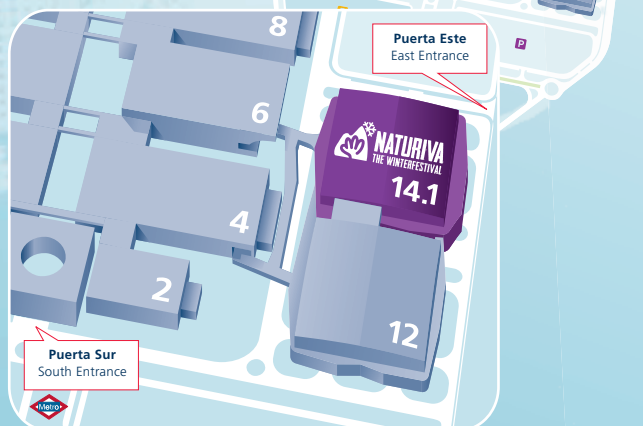 8
Puerta Este
East Entrance
P
6
NATURIVA
THE WINTERFESTIVAL
14.1
4
2
12
Puerta Sur
South Entrance
Metro